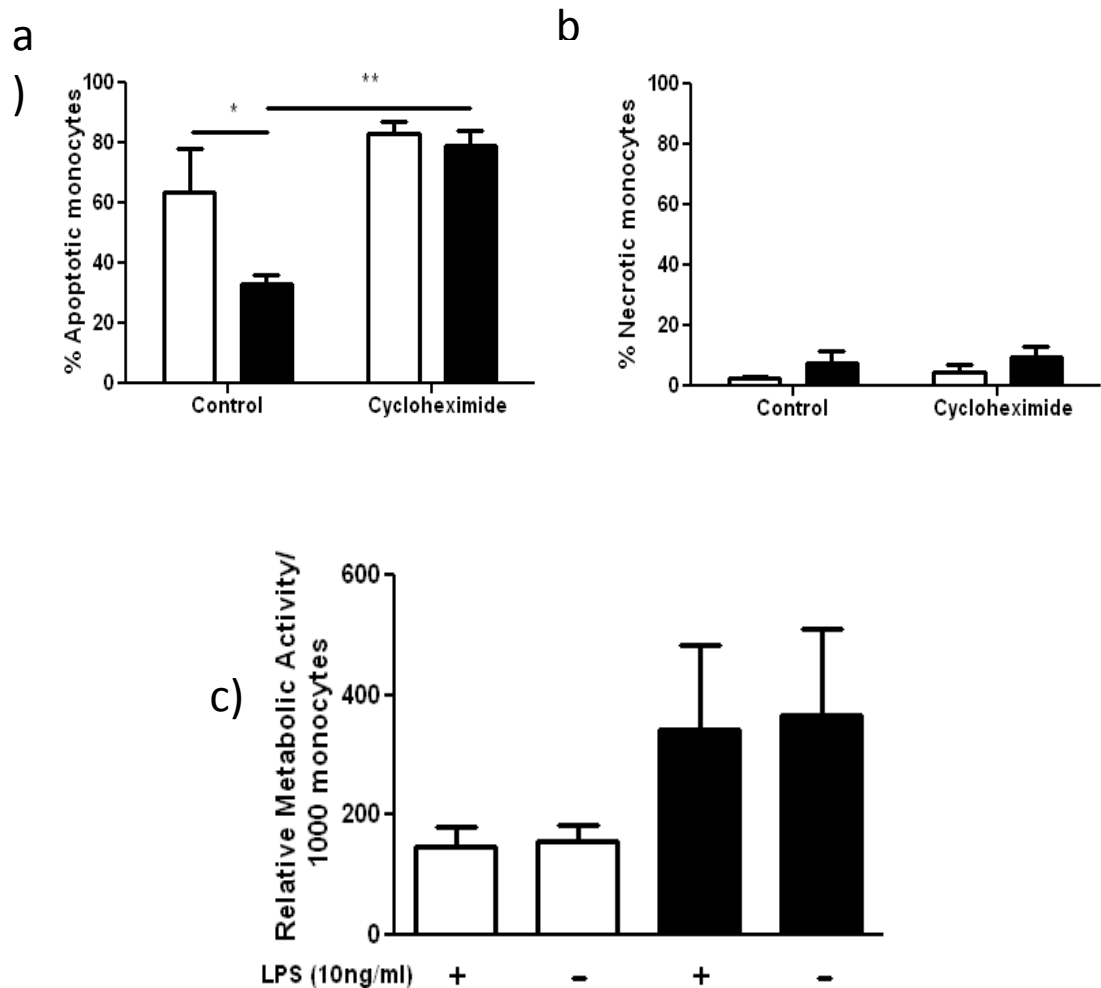 a
)
b
**
*
100
80
60
40
20
0
% Apoptotic monocytes
Control
Cycloheximide
100
80
60
40
20
0
% Necrotic monocytes
Control
Cycloheximide
c)
Relative Metabolic Activity/
1000 monocytes
600
400
200
0
LPS (10ng/ml) + - + -